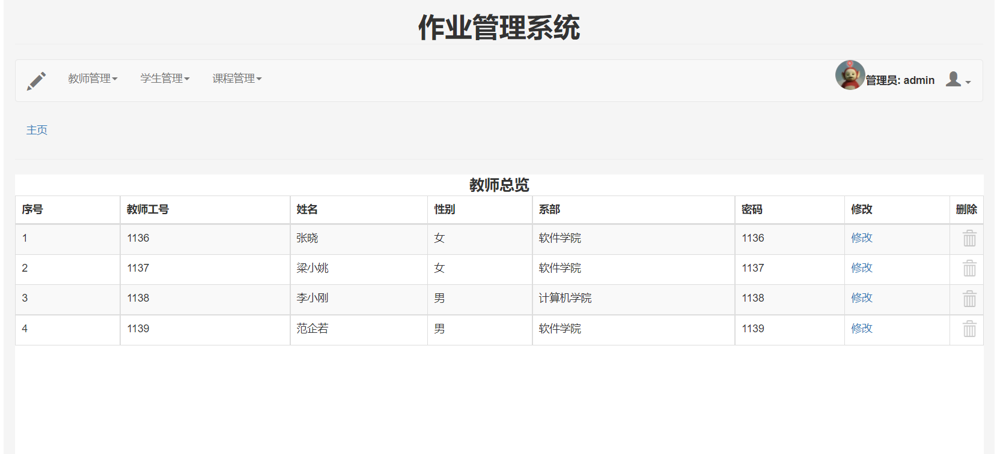 作业管理系统
教师管理 学生管理 课程管理 管理员: admin
主页
教师总览
序号 教师工号 姓名 性别 系部 密码 修改 删除
1 1136 张晓 女 软件学院 1136 修改
2 1137 梁小姚 女 软件学院 1137 修改
3 1138 李小刚 男 计算机学院 1138 修改
4 1139 范企若 男 软件学院 1139 修改